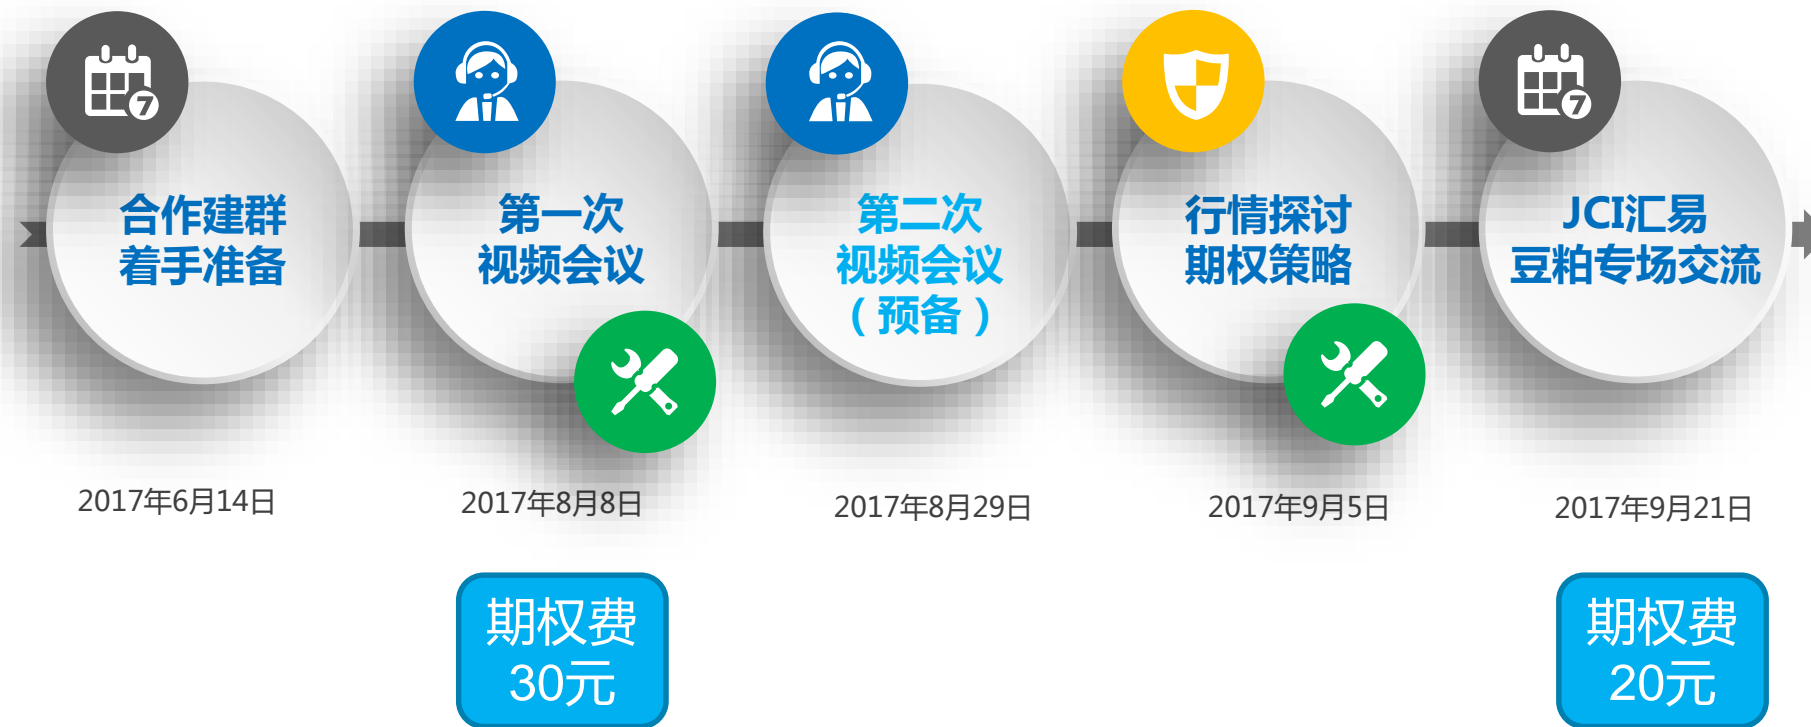 7
合作建群
着手准备
第一次
视频会议
第二次
视频会议
（预备）
行情探讨
期权策略
7
JCI汇易
豆粕专场交流
2017年6月14日
2017年8月8日
2017年8月29日
2017年9月5日
2017年9月21日
期权费
30元
期权费
20元